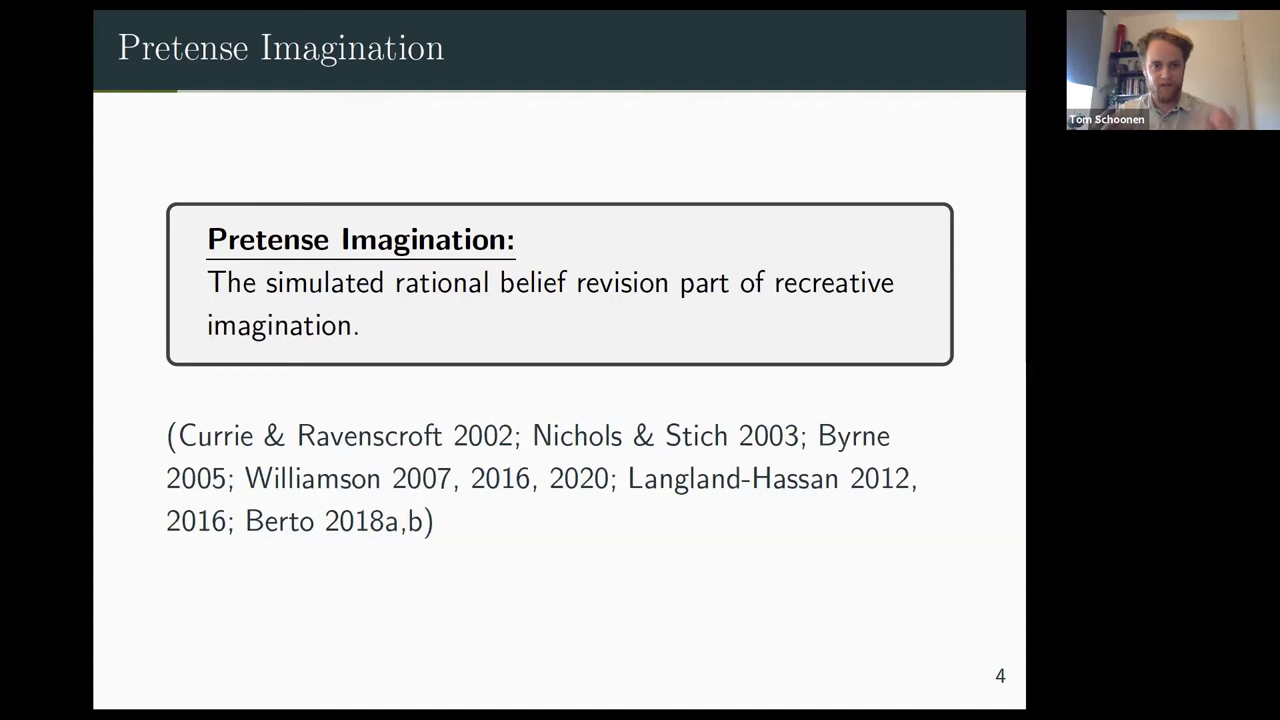 Pretense Imagination
Tom Schoonen
Pretense Imagination:
The simulated rational belief revision part of recreative
imagination.
(Currie & Ravenscroft 2002; Nichols & Stich 2003; Byrne
2005; Williamson 2007, 2016, 2020; Langland-Hassan 2012,
2016; Berto 2018a,b)
4